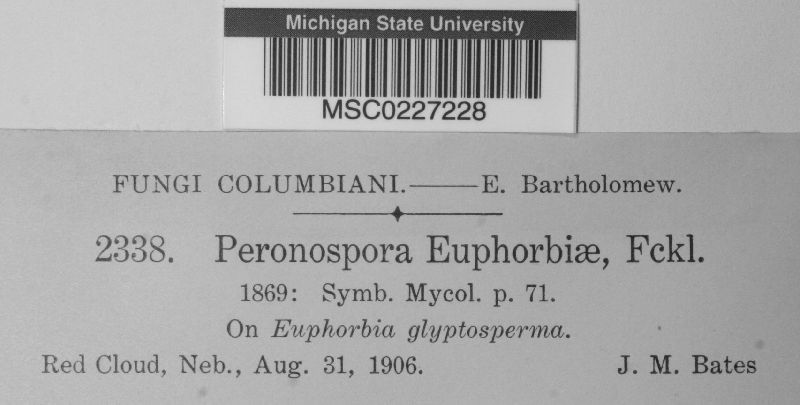 Michigan State University
MSC0227228
FUNGI COLUMBIANI.——E. Bartholomew.
2338. Peronospora Euphorbiæ, Fckl.
1869: Symb. Mycol. p. 71.
On Euphorbia glyptosperma.
Red Cloud, Neb., Aug. 31, 1906. J. M. Bates